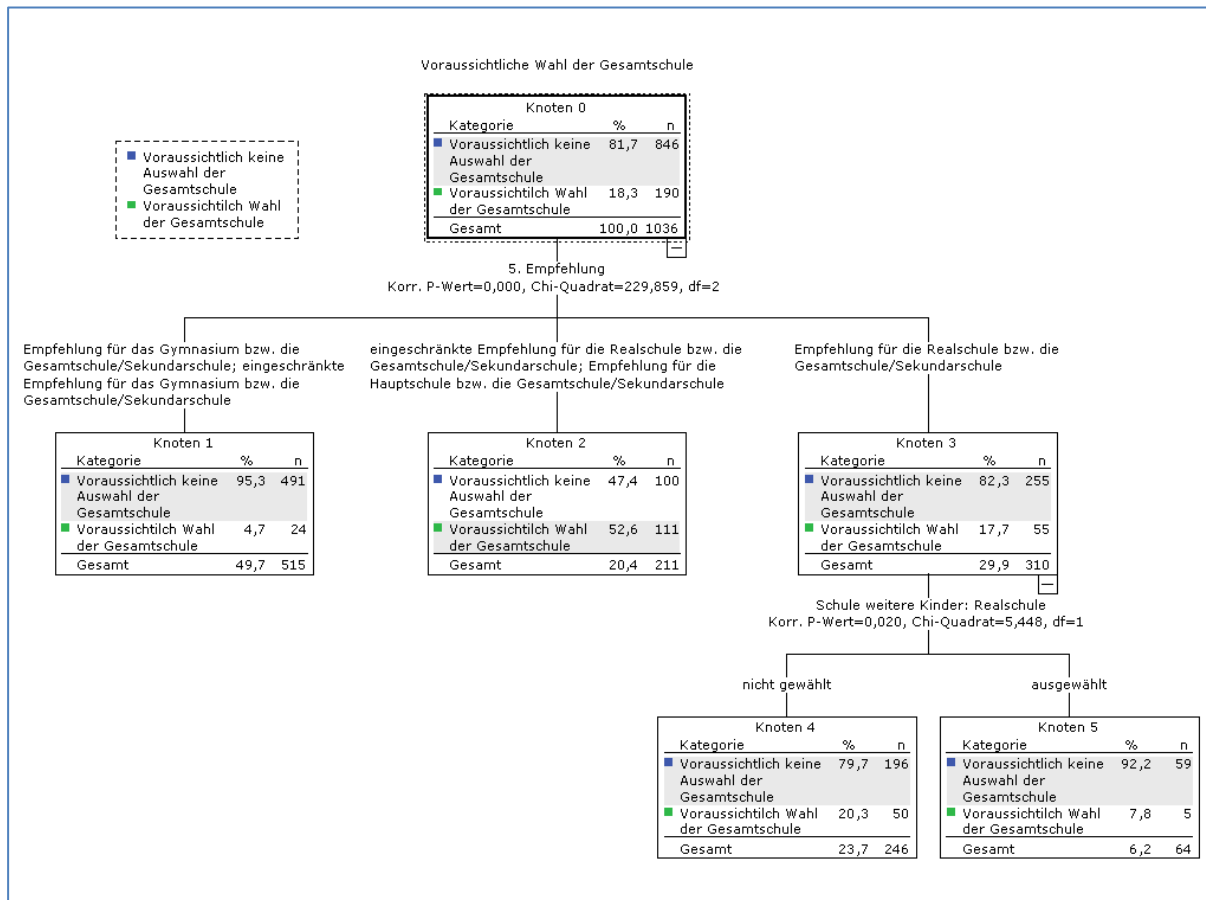 Voraussichtliche Wahl der Gesamtschule
Voraussichtlich keine
Auswahl der
Gesamtschule
Voraussichtilch Wahl
der Gesamtschule
Knoten 0
Kategorie % n
Voraussichtlich keine 81,7 846
Auswahl der
Gesamtschule
Voraussichtilch Wahl 18,3 190
der Gesamtschule
Gesamt 100,0 1036
5. Empfehlung
Korr. P-Wert=0,000, Chi-Quadrat=229,859, df=2
Empfehlung für das Gymnasium bzw. die
Gesamtschule/Sekundarschule; eingeschränkte
Empfehlung für das Gymnasium bzw. die
Gesamtschule/Sekundarschule
Knoten 1
Kategorie % n
Voraussichtlich keine 95,3 491
Auswahl der
Gesamtschule
Voraussichtilch Wahl 4,7 24
der Gesamtschule
Gesamt 49,7 515
eingeschränkte Empfehlung für die Realschule bzw. die
Gesamtschule/Sekundarschule; Empfehlung für die
Hauptschule bzw. die Gesamtschule/Sekundarschule
Knoten 2
Kategorie % n
Voraussichtlich keine 47,4 100
Auswahl der
Gesamtschule
Voraussichtilch Wahl 52,6 111
der Gesamtschule
Gesamt 20,4 211
Empfehlung für die Realschule bzw. die
Gesamtschule/Sekundarschule
Knoten 3
Kategorie % n
Voraussichtlich keine 82,3 255
Auswahl der
Gesamtschule
Voraussichtilch Wahl 17,7 55
der Gesamtschule
Gesamt 29,9 310
Schule weitere Kinder: Realschule
Korr. P-Wert=0,020, Chi-Quadrat=5,448, df=1
nicht gewählt
Knoten 4
Kategorie % n
Voraussichtlich keine 79,7 196
Auswahl der
Gesamtschule
Voraussichtilch Wahl 20,3 50
der Gesamtschule
Gesamt 23,7 246
ausgewählt
Knoten 5
Kategorie % n
Voraussichtlich keine 92,2 59
Auswahl der
Gesamtschule
Voraussichtilch Wahl 7,8 5
der Gesamtschule
Gesamt 6,2 64